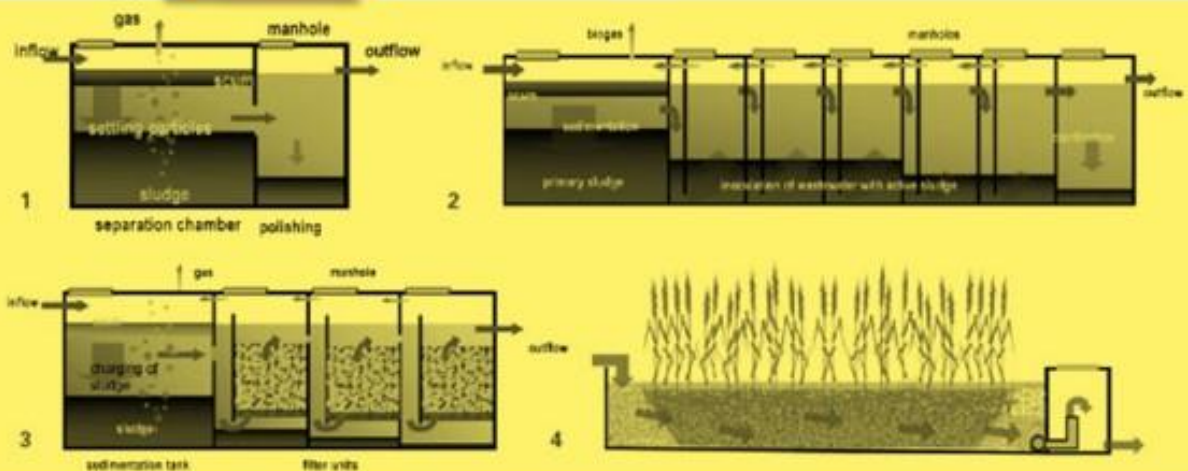 gas
manhole
inflow
outflow
scum
settling particles
sludge
1
separation chamber polishing
biogas
manholes
inflow
outflow
scum
sedimentation
primary sludge
inoculation of wastewater with active sludge
2
gas
manhole
inflow
outflow
charging of
sludge
sludge
3
sedimentation tank
filter units
4